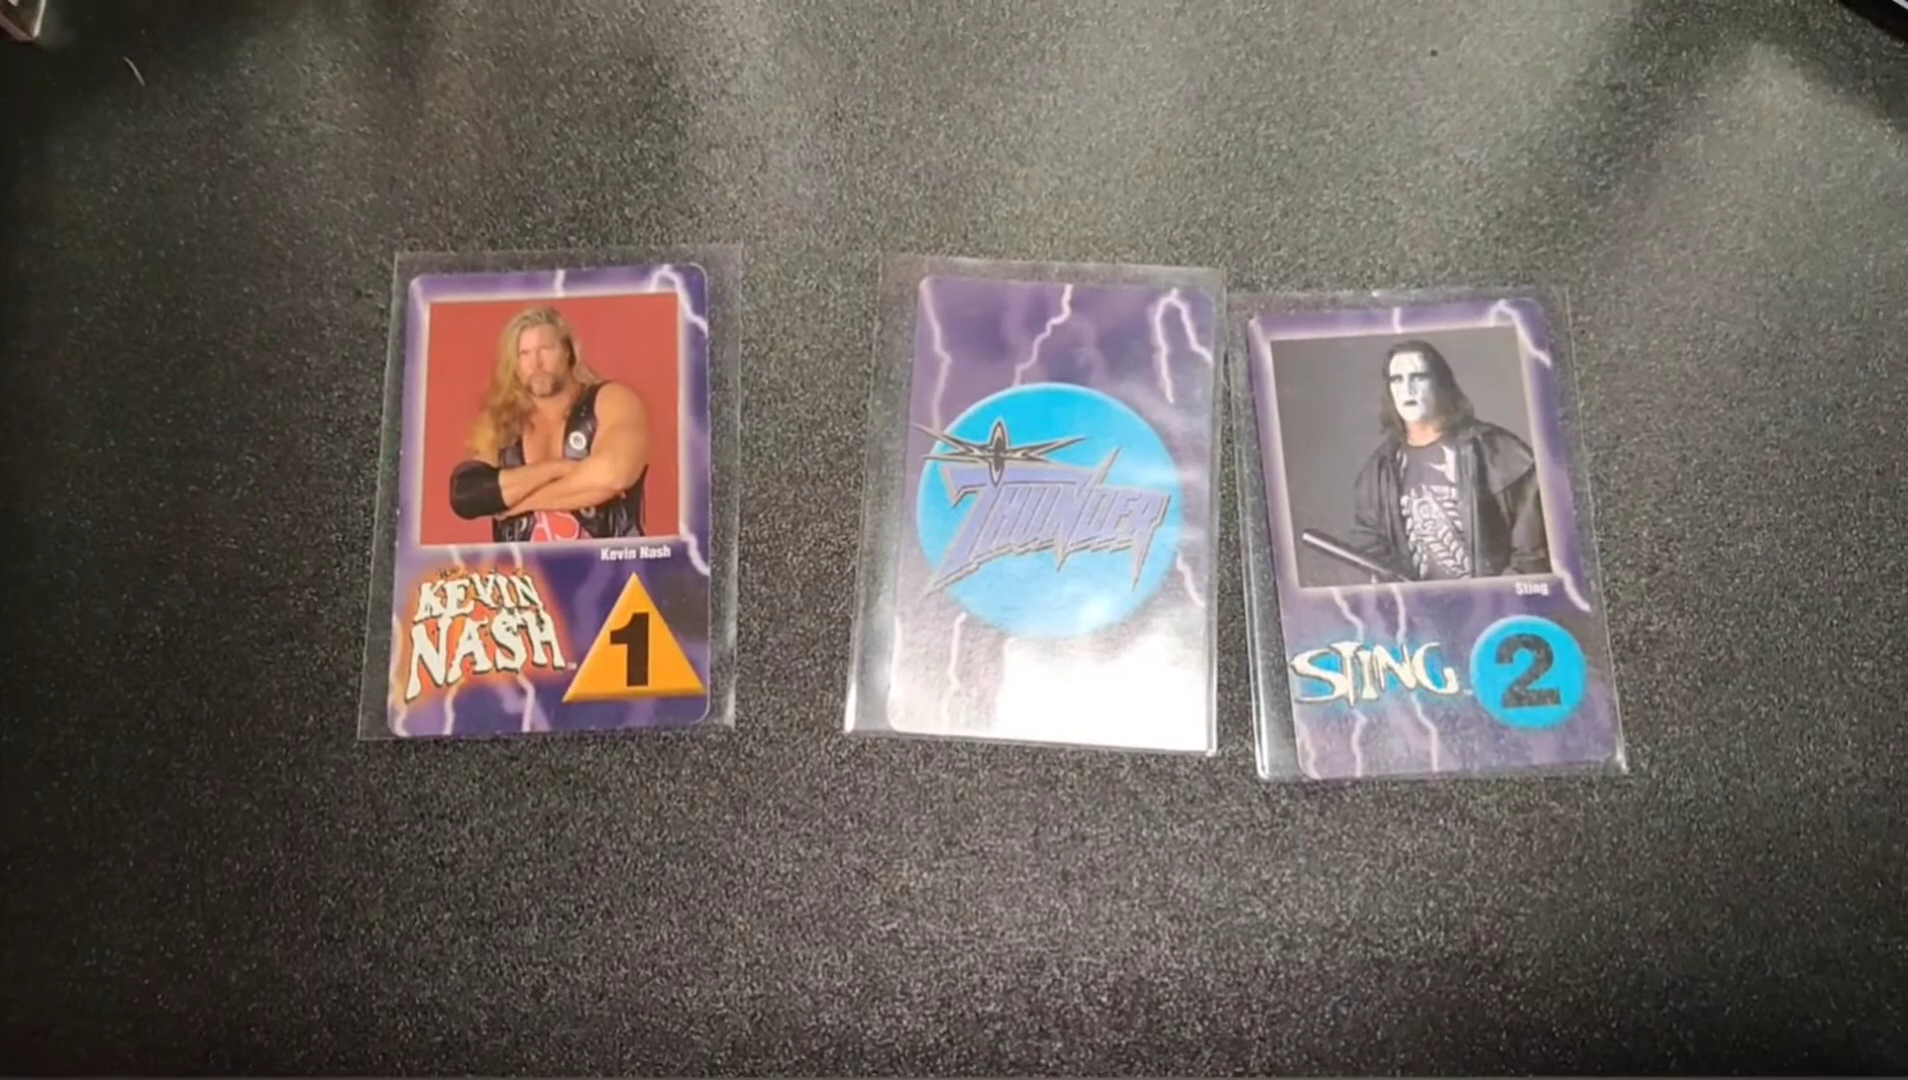 Kevin Nash
KEVIN
NASH
1
THUNDER
Sting
STING
2